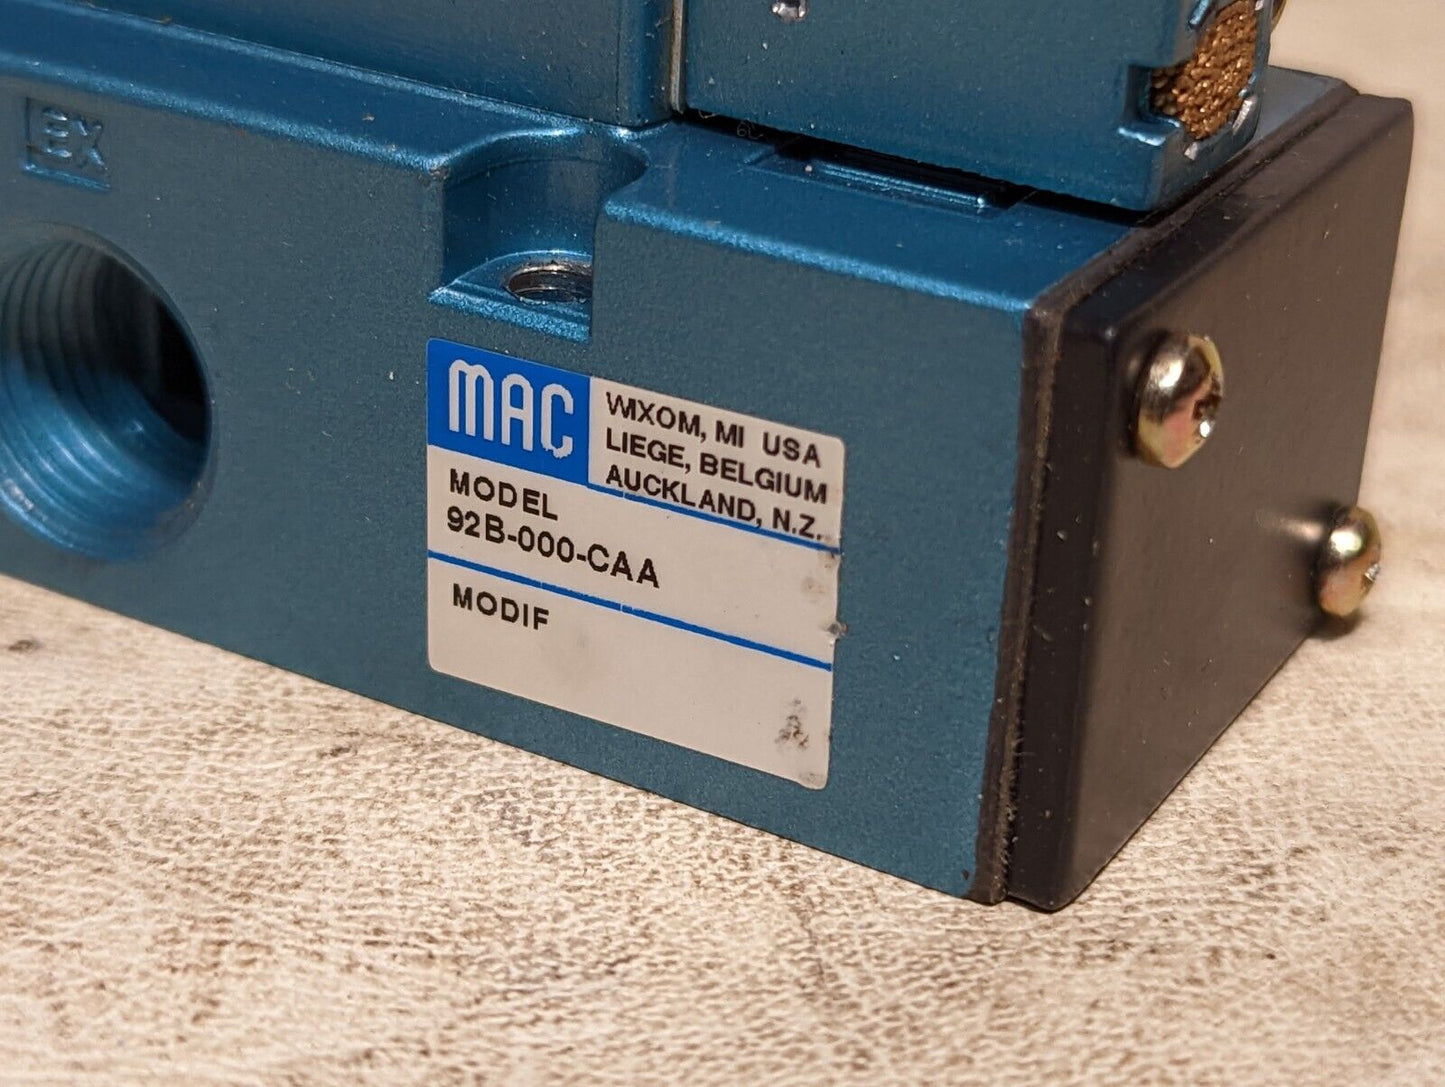 EX
MAC
WIXOM, MI USA
LIEGE, BELGIUM
AUCKLAND, N.Z.
MODEL
92B-000-CAA
MODIF